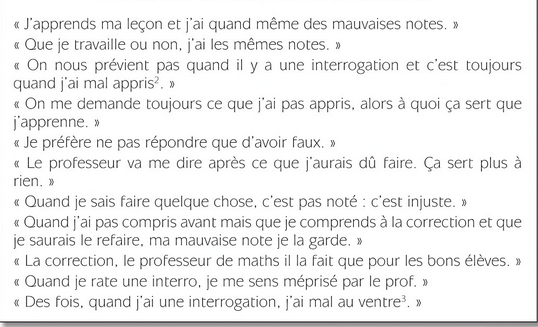 « J’apprends ma leçon et j’ai quand même des mauvaises notes. »
« Que je travaille ou non, j’ai les mêmes notes. »
« On nous prévient pas quand il y a une interrogation et c’est toujours
quand j’ai mal appris². »
« On me demande toujours ce que j’ai pas appris, alors à quoi ça sert que
j’apprenne. »
« Je préfère ne pas répondre que d’avoir faux. »
« Le professeur va me dire après ce que j’aurais dû faire. Ça sert plus à
rien. »
« Quand je sais faire quelque chose, c’est pas noté : c’est injuste. »
« Quand j’ai pas compris avant mais que je comprends à la correction et que
je saurais le refaire, ma mauvaise note je la garde. »
« La correction, le professeur de maths il la fait que pour les bons élèves. »
« Quand je rate une interro, je me sens méprisé par le prof. »
« Des fois, quand j’ai une interrogation, j’ai mal au ventre³. »